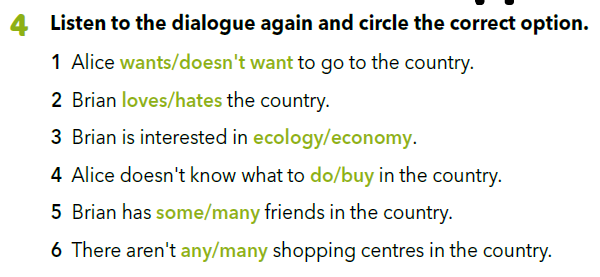 4 Listen to the dialogue again and circle the correct option.
1 Alice wants/doesn't want to go to the country.
2 Brian loves/hates the country.
3 Brian is interested in ecology/economy.
4 Alice doesn't know what to do/buy in the country.
5 Brian has some/many friends in the country.
6 There aren't any/many shopping centres in the country.